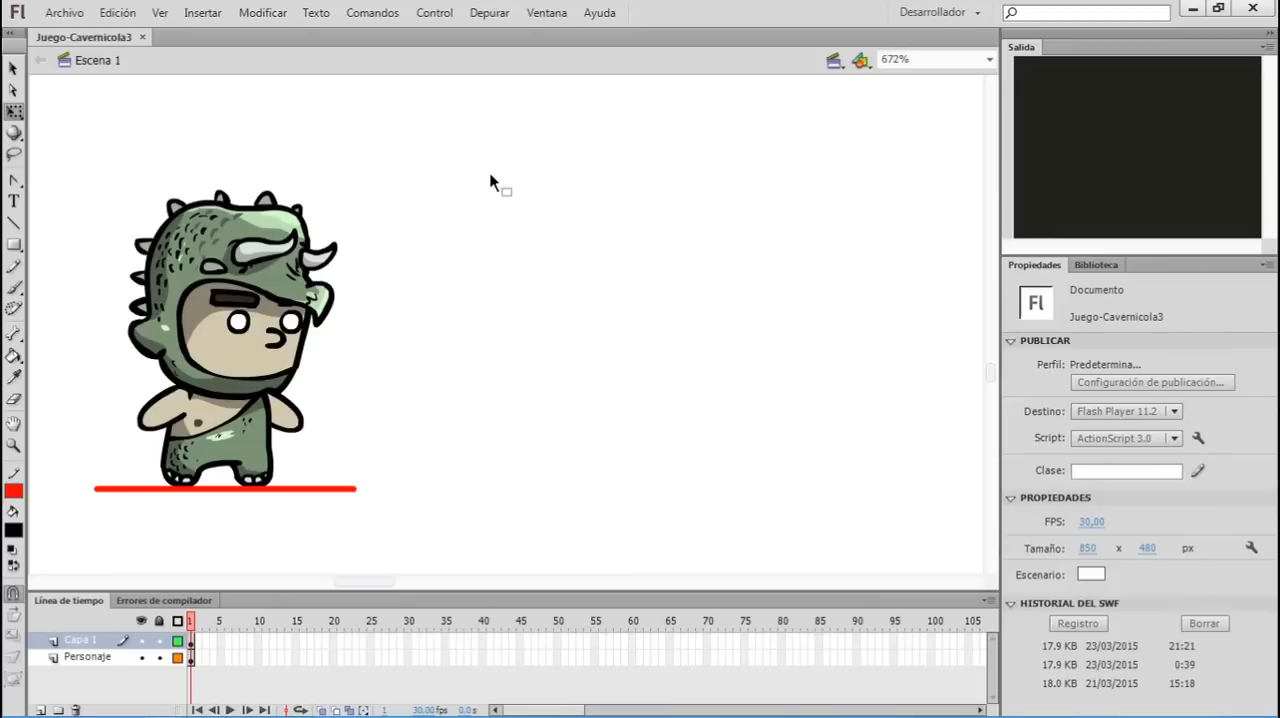 Fl Archivo Edición Ver Insertar Modificar Texto Comandos Control Depurar Ventana Ayuda Desarrollador
Juego-Cavernicola3 ×
Escena 1 672%
Salida
Propiedades Biblioteca
Fl Documento
Juego-Cavernicola3
PUBLICAR
Perfil: Predetermina...
Configuración de publicación...
Destino: Flash Player 11.2
Script: ActionScript 3.0
Clase:
PROPIEDADES
FPS: 30,00
Tamaño: 850 x 480 px
Escenario:
HISTORIAL DEL SWF
Registro Borrar
17.9 KB 23/03/2015 21:21
17.9 KB 23/03/2015 0:39
18.0 KB 21/03/2015 15:18
Línea de tiempo Errores de compilador
1 5 10 15 20 25 30 35 40 45 50 55 60 65 70 75 80 85 90 95 100 105
Capa 1
Personaje
1 30,00 fps 0,0 s